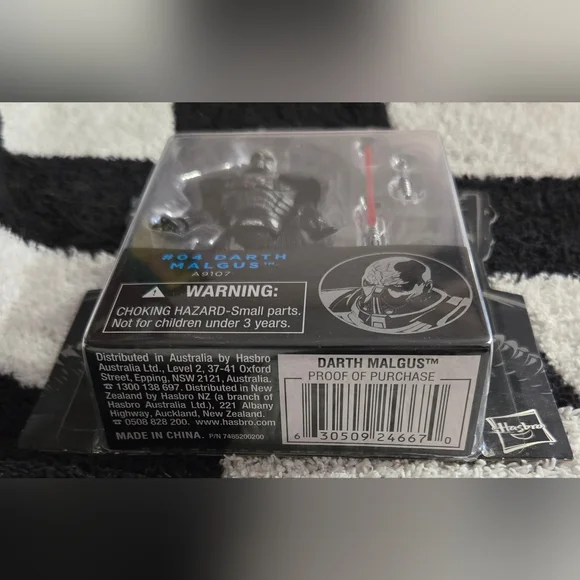 #04 DARTH
MALGUS™
A9107
WARNING:
CHOKING HAZARD-Small parts.
Not for children under 3 years.
Distributed in Australia by Hasbro
Australia Ltd., Level 2, 37-41 Oxford
Street, Epping, NSW 2121, Australia.
☎ 1300 138 697. Distributed in New
Zealand by Hasbro NZ (a branch of
Hasbro Australia Ltd.), 221 Albany
Highway, Auckland, New Zealand.
☎ 0508 828 200. www.hasbro.com
MADE IN CHINA. P/N 7465200200
DARTH MALGUS™
PROOF OF PURCHASE
6 30509 24667 0
Hasbro